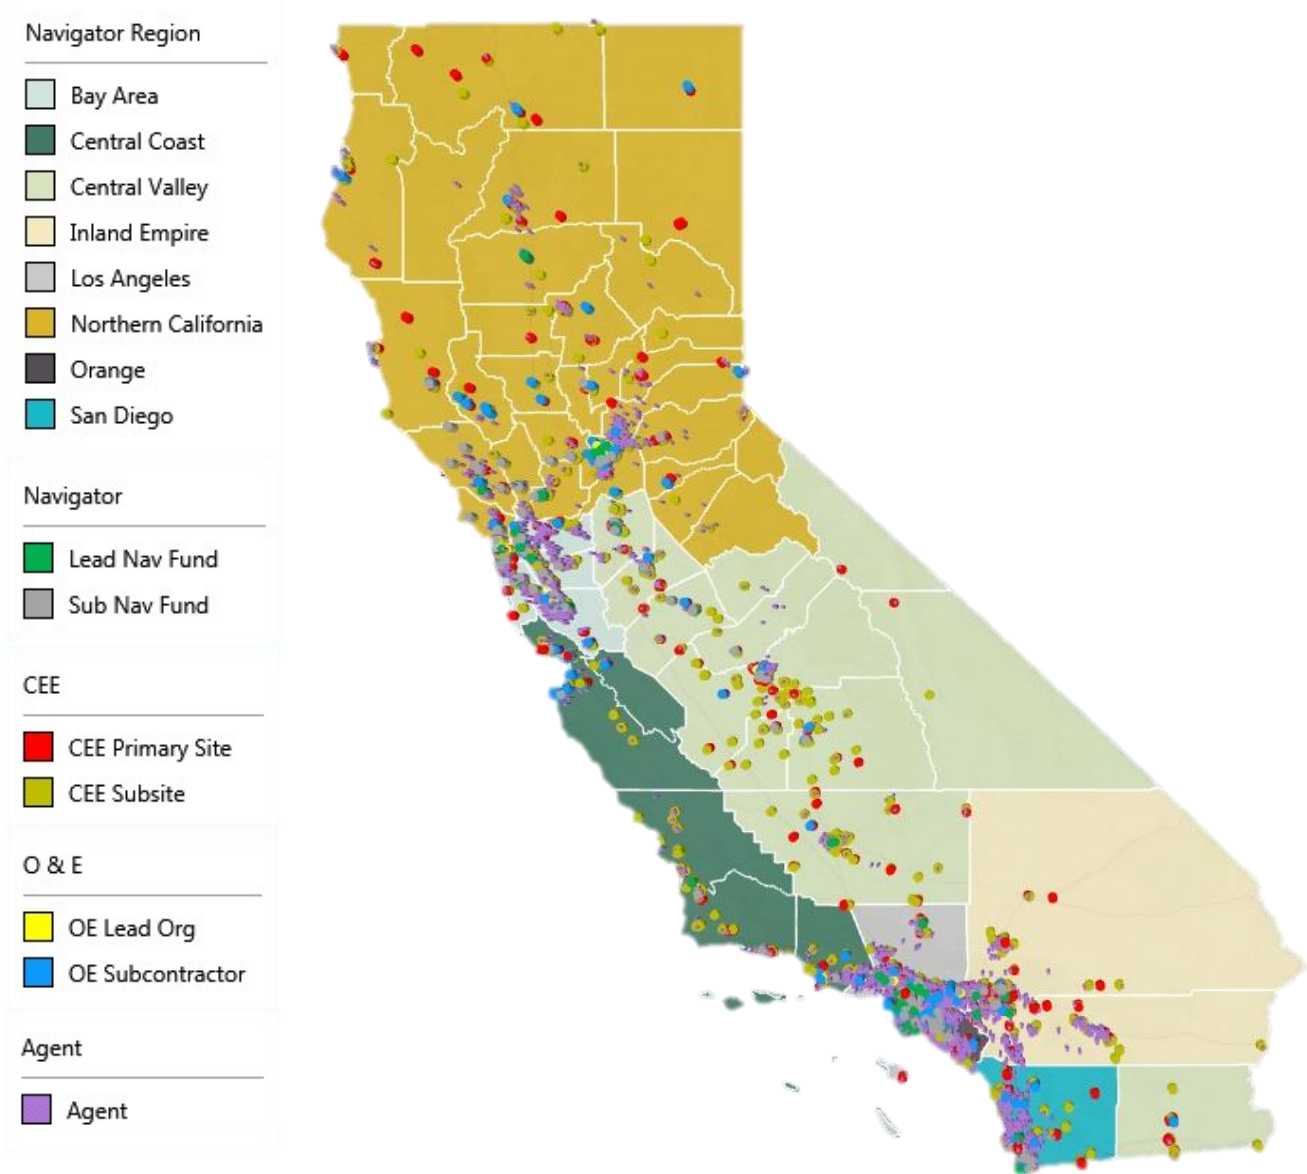 Navigator Region
Bay Area
Central Coast
Central Valley
Inland Empire
Los Angeles
Northern California
Orange
San Diego
Navigator
Lead Nav Fund
Sub Nav Fund
CEE
CEE Primary Site
CEE Subsite
O & E
OE Lead Org
OE Subcontractor
Agent
Agent